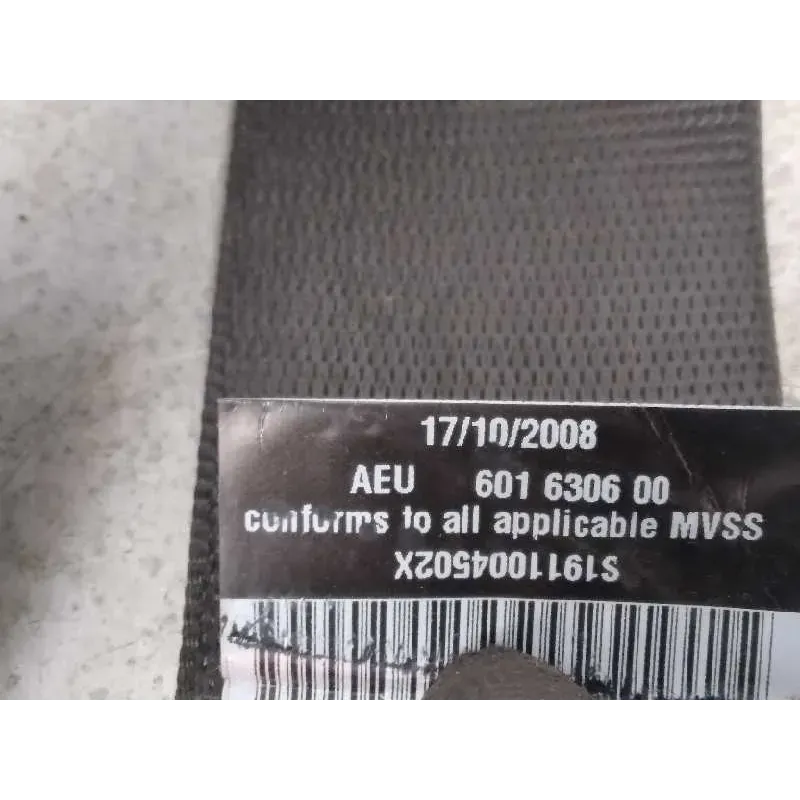 17/10/2008
AEU 601 6306 00
conforms to all applicable MVSS
S1911004502X